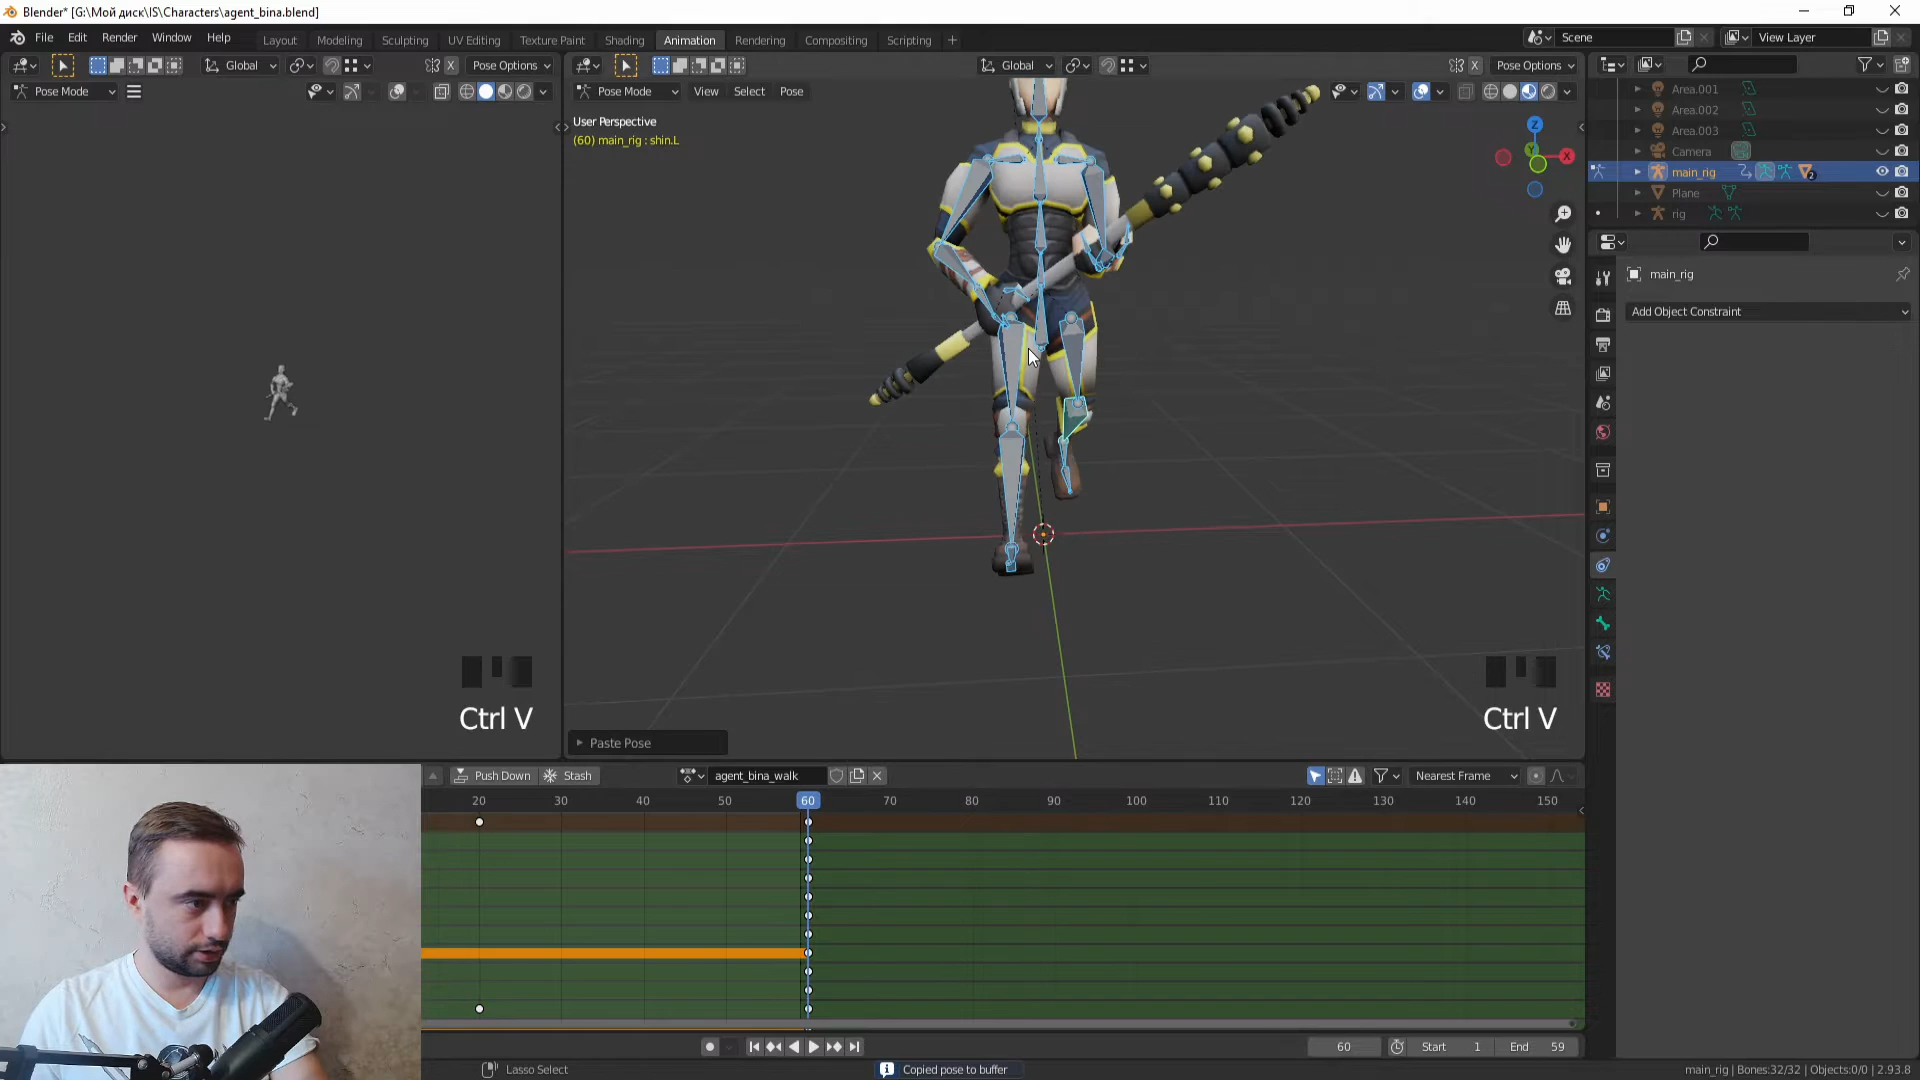 Blender* [G:\Мой диск\IS\Characters\agent_bina.blend]
File Edit Render Window Help
Layout Modeling Sculpting UV Editing Texture Paint Shading Animation Rendering Compositing Scripting
Scene
View Layer
Global
Pose Options
Global
Pose Options
Pose Mode
Pose Mode
View Select Pose
User Perspective
(60) main_rig : shin.L
Z
X
Y
Area.001
Area.002
Area.003
Camera
main_rig
2
Plane
rig
main_rig
Add Object Constraint
Ctrl V
Ctrl V
Paste Pose
Push Down
Stash
agent_bina_walk
Nearest Frame
20 30 40 50 60 70 80 90 100 110 120 130 140 150
60
Start 1
End 59
Lasso Select
Copied pose to buffer
main_rig | Bones:32/32 | Objects:0/0 | 2.93.8